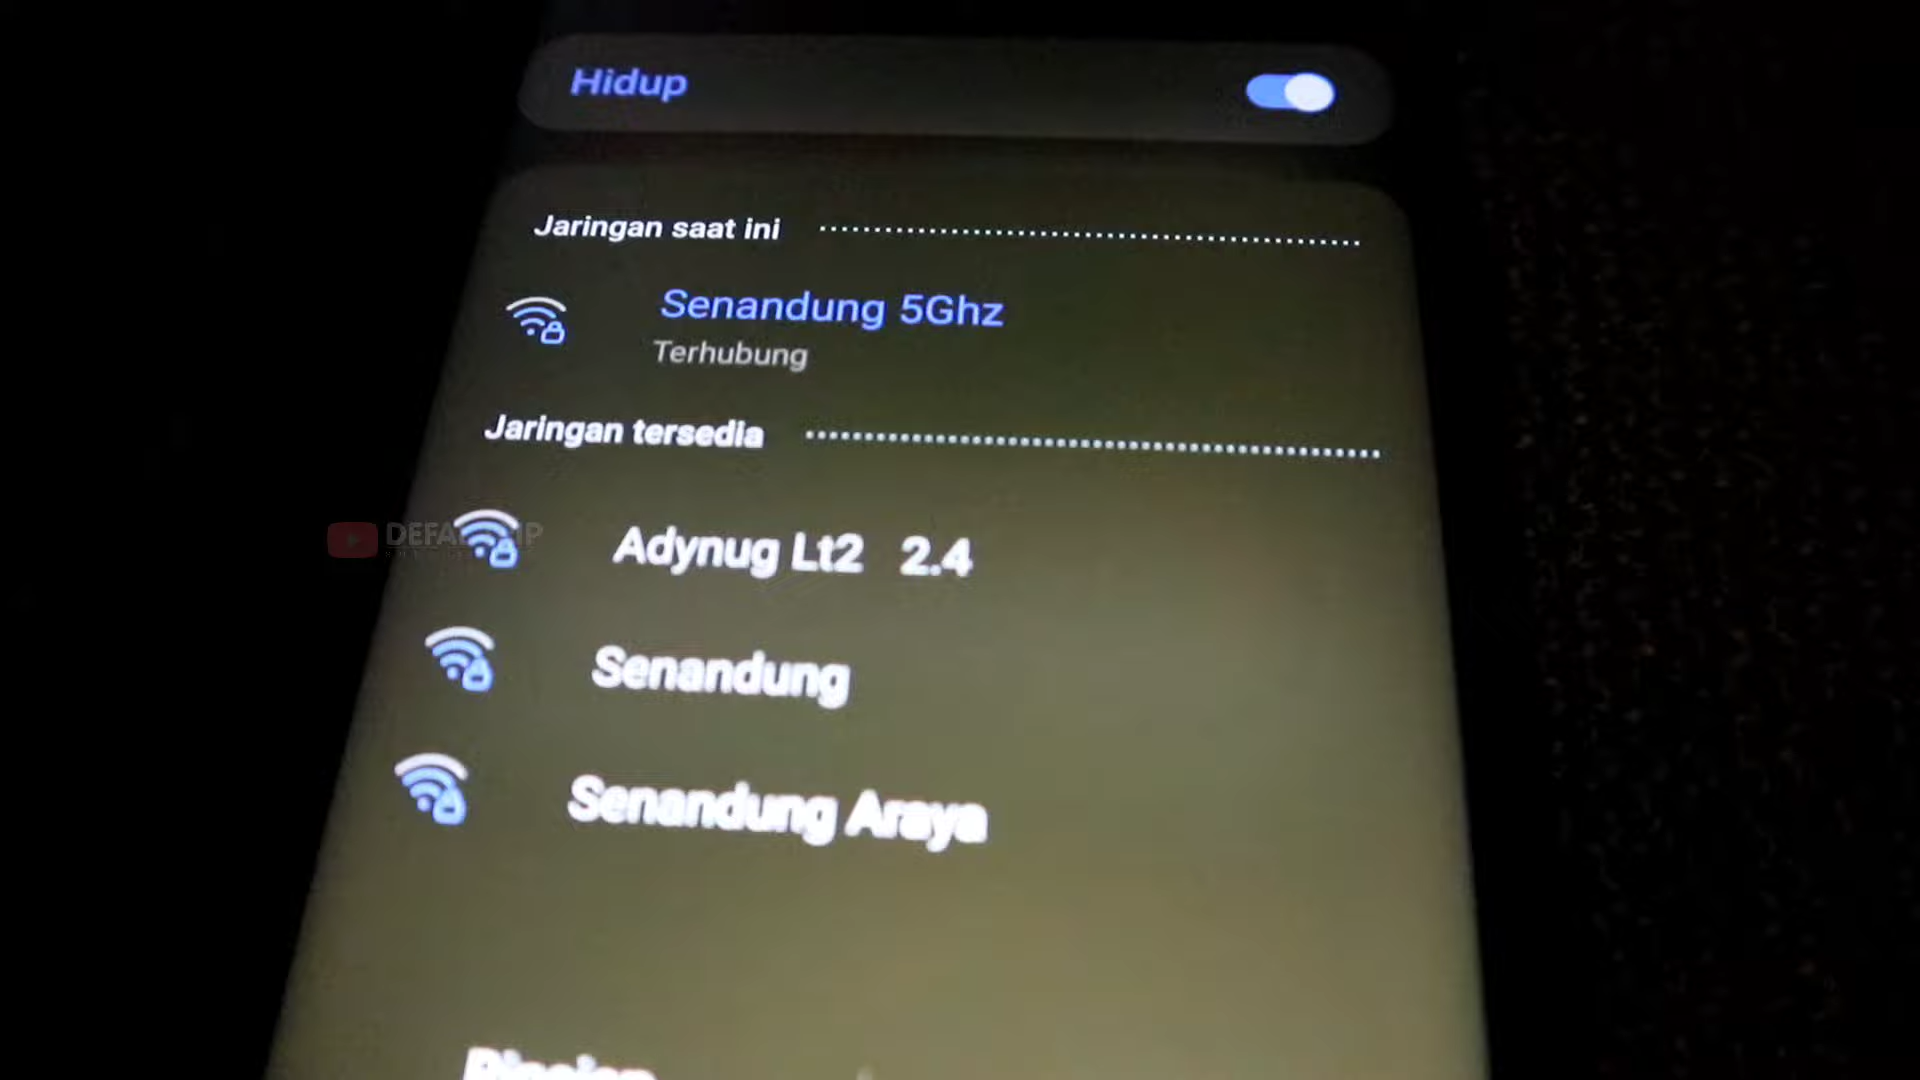 Hidup
Jaringan saat ini
Senandung 5Ghz
Terhubung
Jaringan tersedia
Adynug Lt2 2.4
Senandung
Senandung Araya